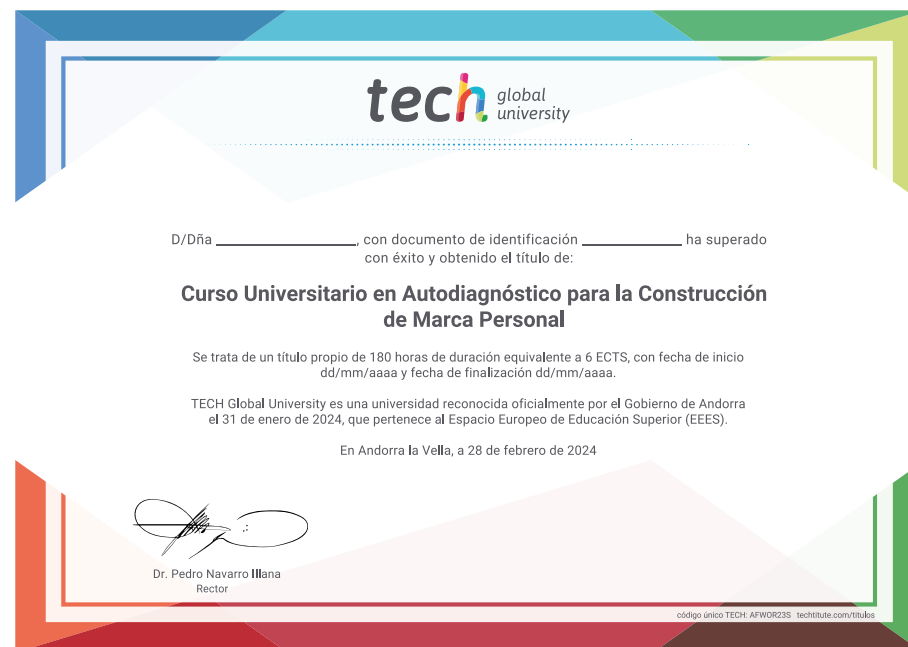 tech global university
D/Dña ____________________, con documento de identificación ______________ ha superado
con éxito y obtenido el título de:
Curso Universitario en Autodiagnóstico para la Construcción
de Marca Personal
Se trata de un título propio de 180 horas de duración equivalente a 6 ECTS, con fecha de inicio
dd/mm/aaaa y fecha de finalización dd/mm/aaaa.
TECH Global University es una universidad reconocida oficialmente por el Gobierno de Andorra
el 31 de enero de 2024, que pertenece al Espacio Europeo de Educación Superior (EEES).
En Andorra la Vella, a 28 de febrero de 2024
Dr. Pedro Navarro Illana
Rector
código único TECH: AFWOR23S techtitute.com/titulos